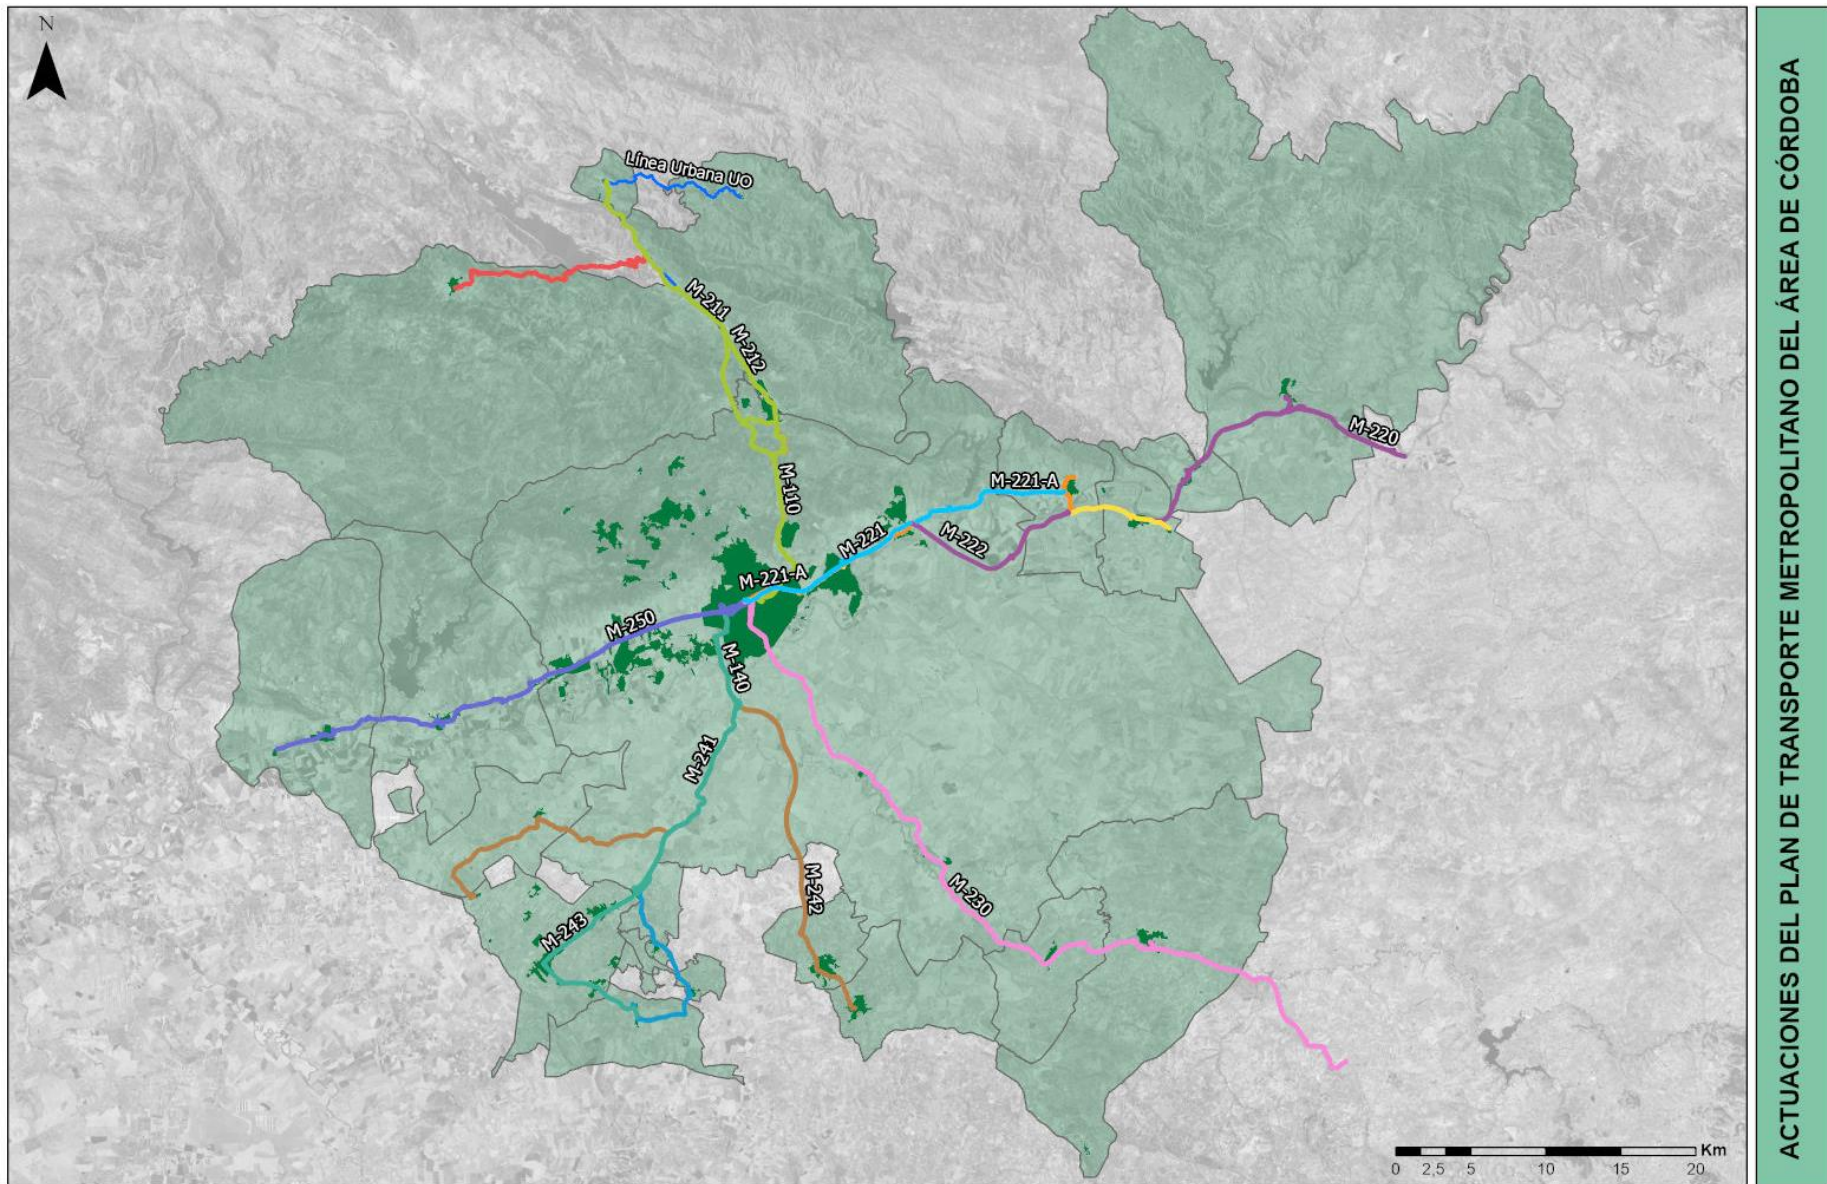 N
Línea Urbana UO
M-211
M-212
M-220
M-110
M-221-A
M-221
M-222
M-221-A
M-250
M-140
M-241
M-242
M-230
M-243
Km
0 2,5 5 10 15 20
ACTUACIONES DEL PLAN DE TRANSPORTE METROPOLITANO DEL ÁREA DE CÓRDOBA